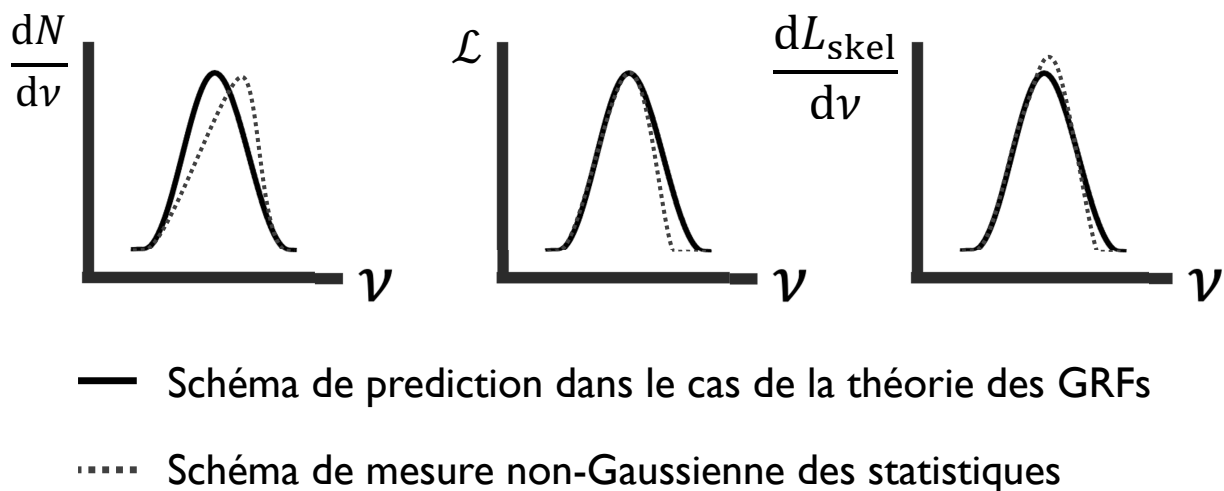 dN/dν
ν
ℒ
ν
dL_skel/dν
ν
Schéma de prediction dans le cas de la théorie des GRFs
Schéma de mesure non-Gaussienne des statistiques